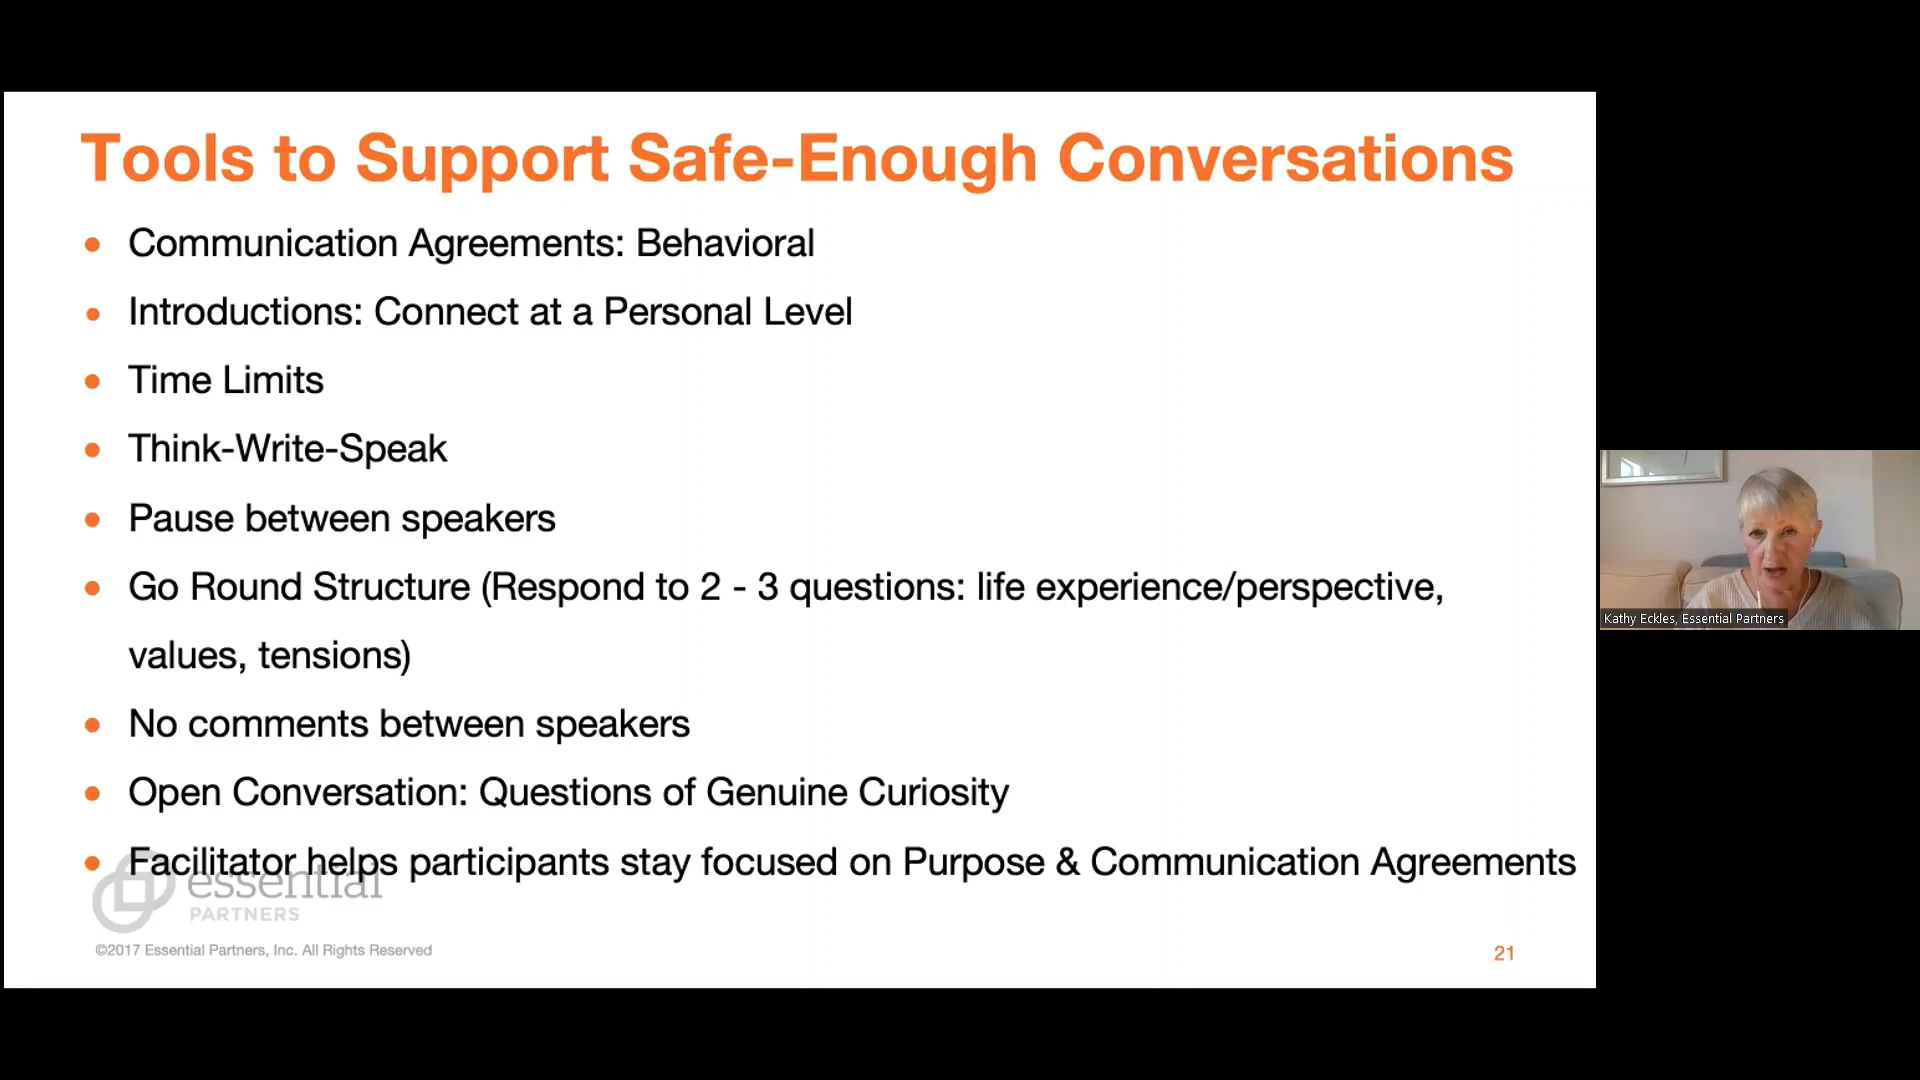 Tools to Support Safe-Enough Conversations
• Communication Agreements: Behavioral
• Introductions: Connect at a Personal Level
• Time Limits
• Think-Write-Speak
• Pause between speakers
• Go Round Structure (Respond to 2 - 3 questions: life experience/perspective,
values, tensions)
• No comments between speakers
• Open Conversation: Questions of Genuine Curiosity
• Facilitator helps participants stay focused on Purpose & Communication Agreements
essential
PARTNERS
©2017 Essential Partners, Inc. All Rights Reserved
21
Kathy Eckles, Essential Partners